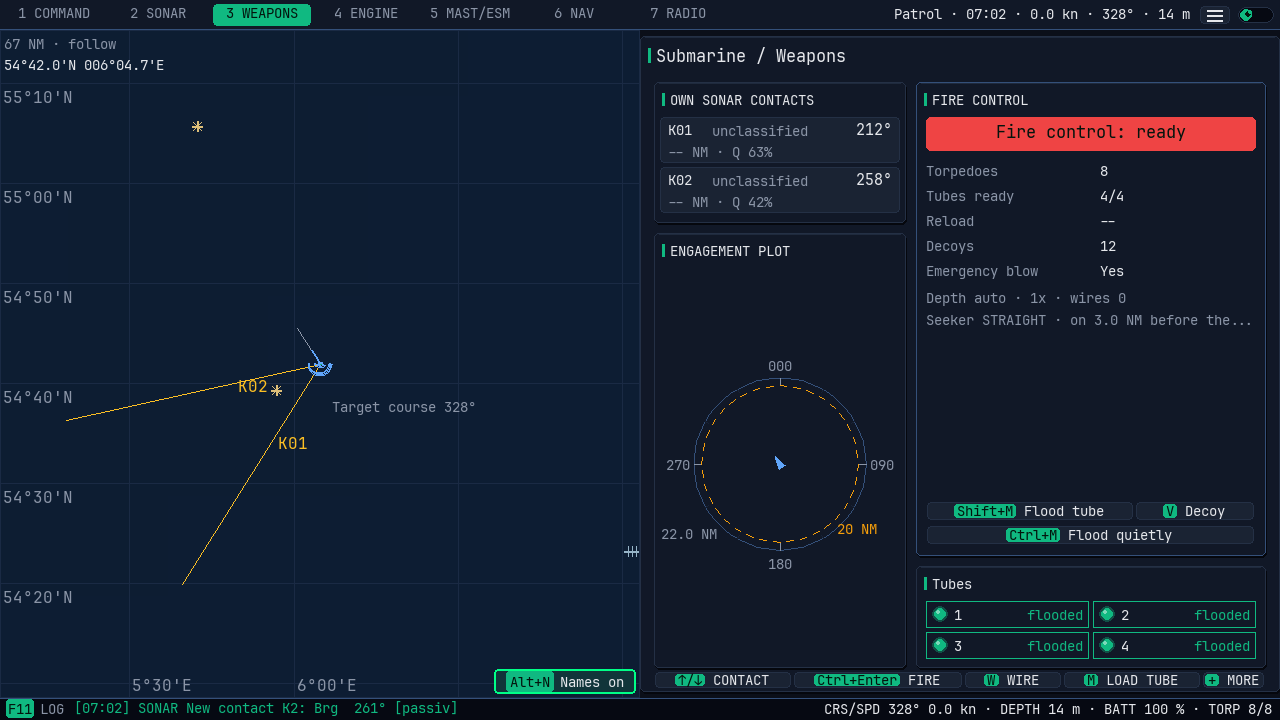 1 COMMAND 2 SONAR 3 WEAPONS 4 ENGINE 5 MAST/ESM 6 NAV 7 RADIO Patrol · 07:02 · 0.0 kn · 328° · 14 m
67 NM · follow
54°42.0'N 006°04.7'E
55°10'N
55°00'N
54°50'N
54°40'N
54°30'N
54°20'N
5°30'E
6°00'E
K02
K01
Target course 328°
Alt+N Names on
Submarine / Weapons
OWN SONAR CONTACTS
K01 unclassified 212°
-- NM · Q 63%
K02 unclassified 258°
-- NM · Q 42%
ENGAGEMENT PLOT
000
270
090
180
22.0 NM
20 NM
FIRE CONTROL
Fire control: ready
Torpedoes 8
Tubes ready 4/4
Reload --
Decoys 12
Emergency blow Yes
Depth auto · 1x · wires 0
Seeker STRAIGHT · on 3.0 NM before the...
Shift+M Flood tube V Decoy
Ctrl+M Flood quietly
Tubes
1 flooded 2 flooded
3 flooded 4 flooded
↑/↓ CONTACT Ctrl+Enter FIRE W WIRE M LOAD TUBE + MORE
F11 LOG [07:02] SONAR New contact K2: Brg 261° [passiv] CRS/SPD 328° 0.0 kn · DEPTH 14 m · BATT 100 % · TORP 8/8